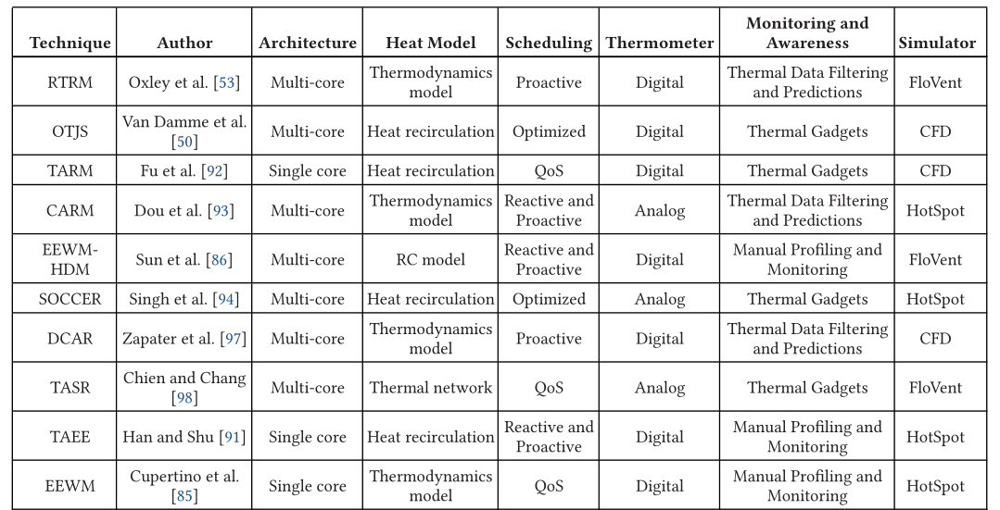 Technique Author Architecture Heat Model Scheduling Thermometer Monitoring and Awareness Simulator
RTRM Oxley et al. [53] Multi-core Thermodynamics model Proactive Digital Thermal Data Filtering and Predictions FloVent
OTJS Van Damme et al. [50] Multi-core Heat recirculation Optimized Digital Thermal Gadgets CFD
TARM Fu et al. [92] Single core Heat recirculation QoS Digital Thermal Gadgets CFD
CARM Dou et al. [93] Multi-core Thermodynamics model Reactive and Proactive Analog Thermal Data Filtering and Predictions HotSpot
EEWM-HDM Sun et al. [86] Multi-core RC model Reactive and Proactive Digital Manual Profiling and Monitoring FloVent
SOCCER Singh et al. [94] Multi-core Heat recirculation Optimized Analog Thermal Gadgets HotSpot
DCAR Zapater et al. [97] Multi-core Thermodynamics model Proactive Digital Thermal Data Filtering and Predictions CFD
TASR Chien and Chang [98] Multi-core Thermal network QoS Analog Thermal Gadgets FloVent
TAEE Han and Shu [91] Single core Heat recirculation Reactive and Proactive Digital Manual Profiling and Monitoring HotSpot
EEWM Cupertino et al. [85] Single core Thermodynamics model QoS Digital Manual Profiling and Monitoring HotSpot